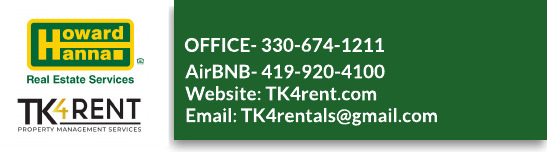 Howard
Hanna
Real Estate Services
TK4RENT
PROPERTY MANAGEMENT SERVICES
OFFICE- 330-674-1211
AirBNB- 419-920-4100
Website: TK4rent.com
Email: TK4rentals@gmail.com